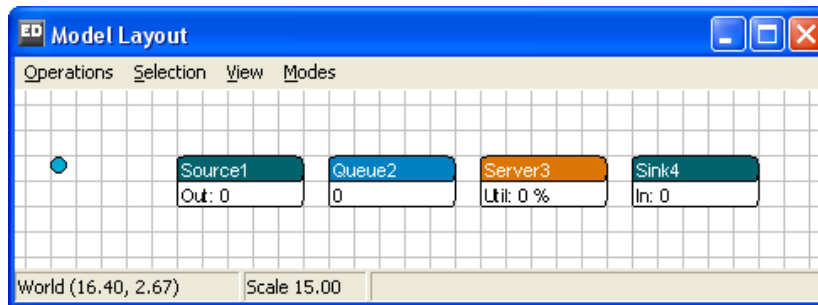 ED Model Layout
Operations Selection View Modes
Source1 Queue2 Server3 Sink4
Out: 0 0 Util: 0 % In: 0
World (16.40, 2.67) Scale 15.00